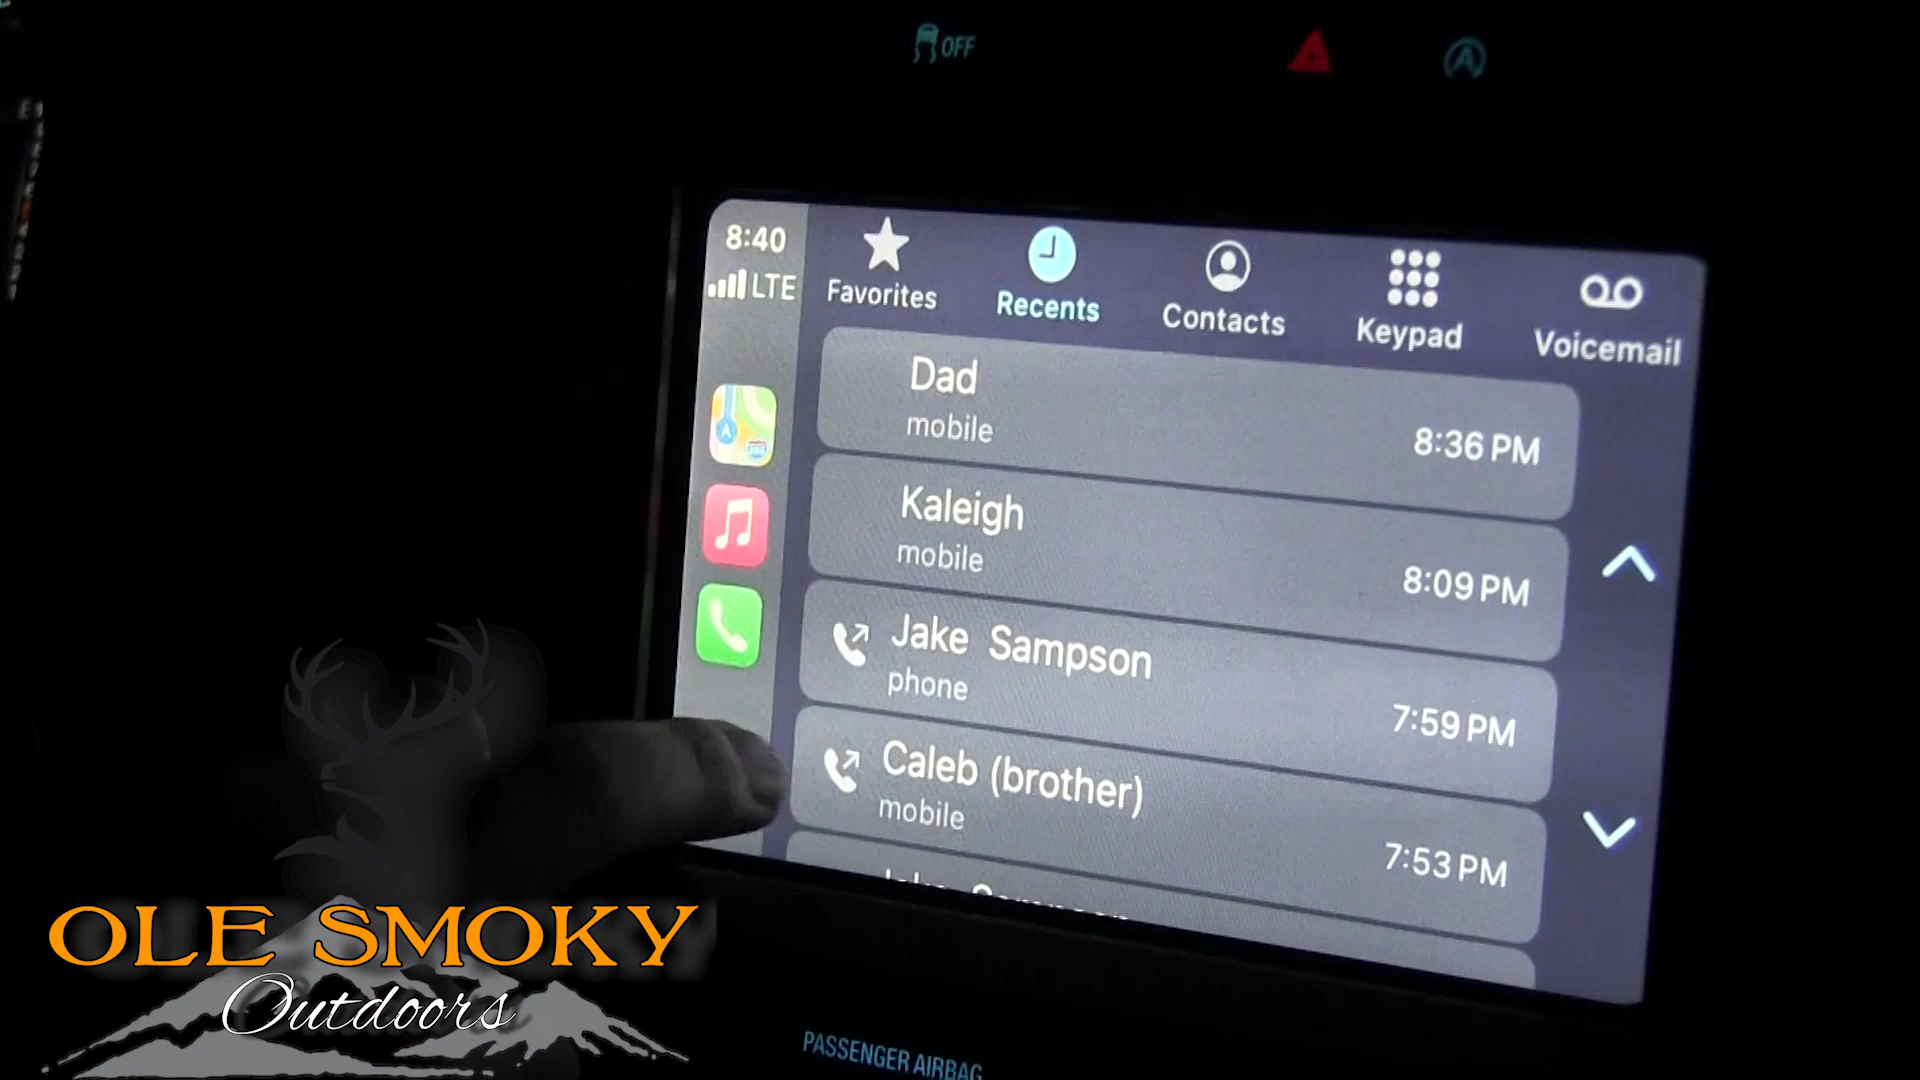 OFF
8:40
LTE
Favorites
Recents
Contacts
Keypad
Voicemail
Dad
mobile
8:36 PM
Kaleigh
mobile
8:09 PM
Jake Sampson
phone
7:59 PM
Caleb (brother)
mobile
7:53 PM
OLE SMOKY
Outdoors
PASSENGER AIRBAG